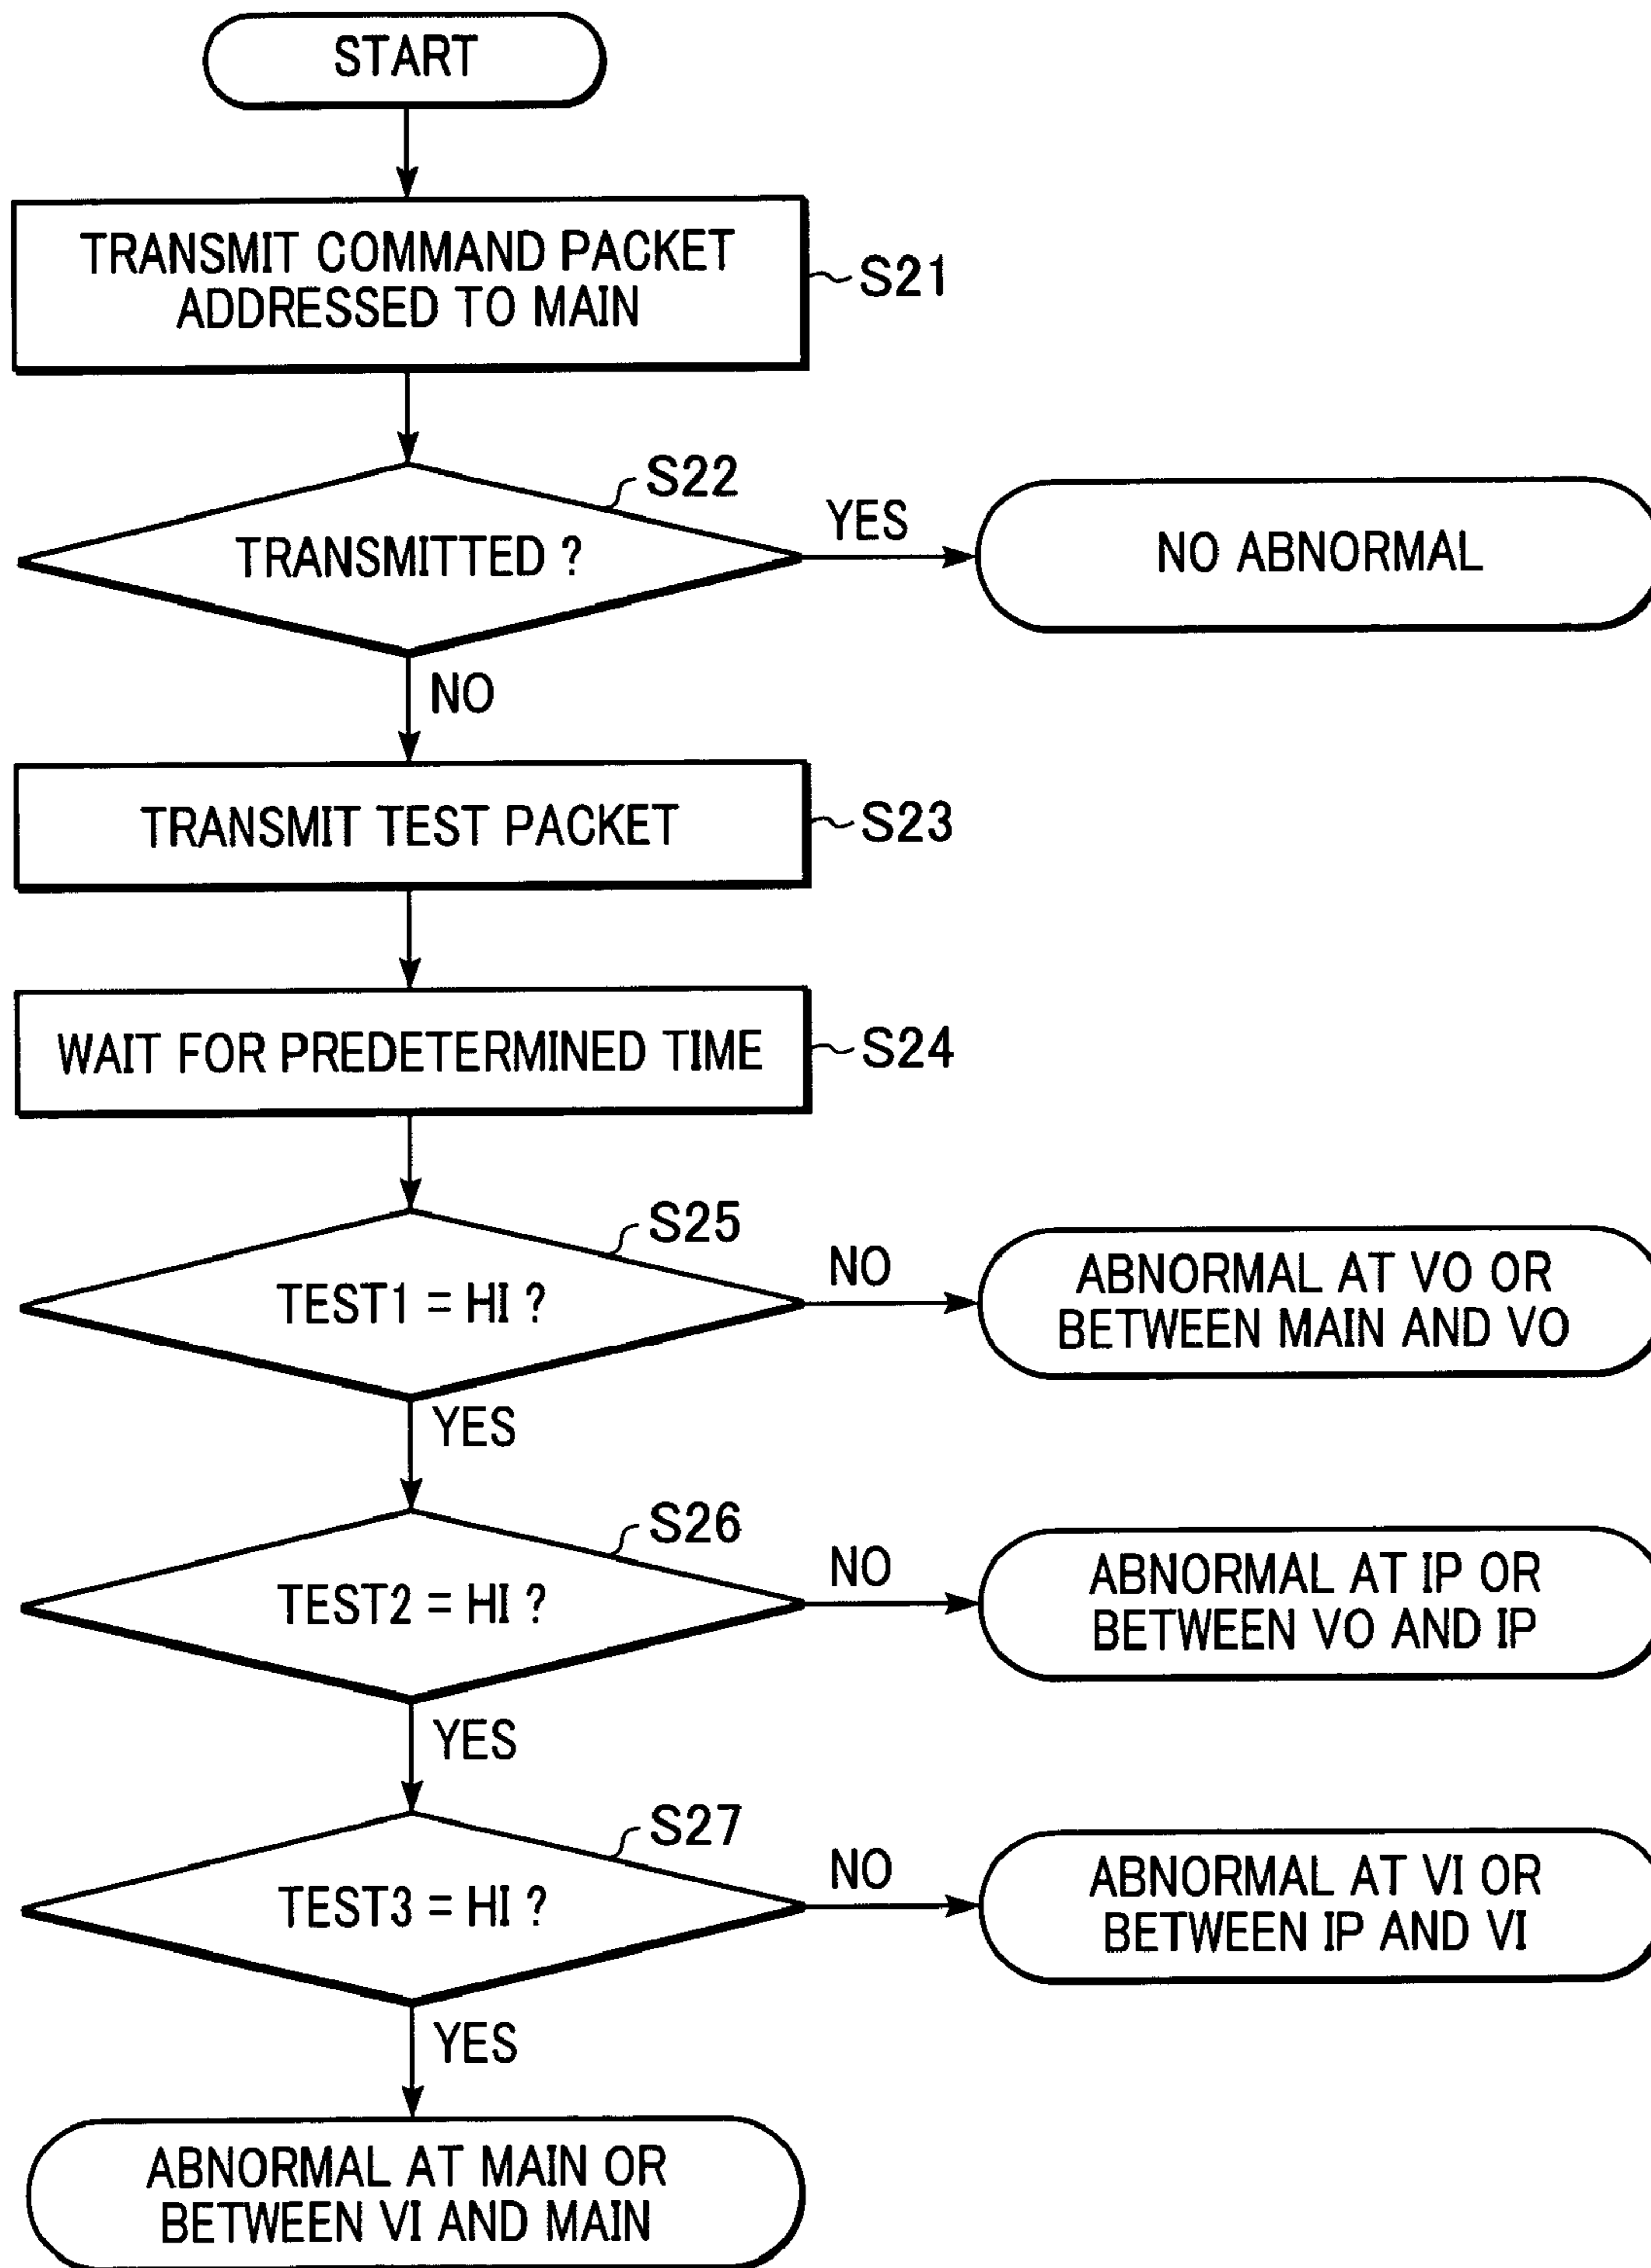 START
TRANSMIT COMMAND PACKET
ADDRESSED TO MAIN
S21
S22
TRANSMITTED ?
YES
NO ABNORMAL
NO
TRANSMIT TEST PACKET
S23
WAIT FOR PREDETERMINED TIME
S24
S25
TEST1 = HI ?
NO
ABNORMAL AT VO OR
BETWEEN MAIN AND VO
YES
S26
TEST2 = HI ?
NO
ABNORMAL AT IP OR
BETWEEN VO AND IP
YES
S27
TEST3 = HI ?
NO
ABNORMAL AT VI OR
BETWEEN IP AND VI
YES
ABNORMAL AT MAIN OR
BETWEEN VI AND MAIN